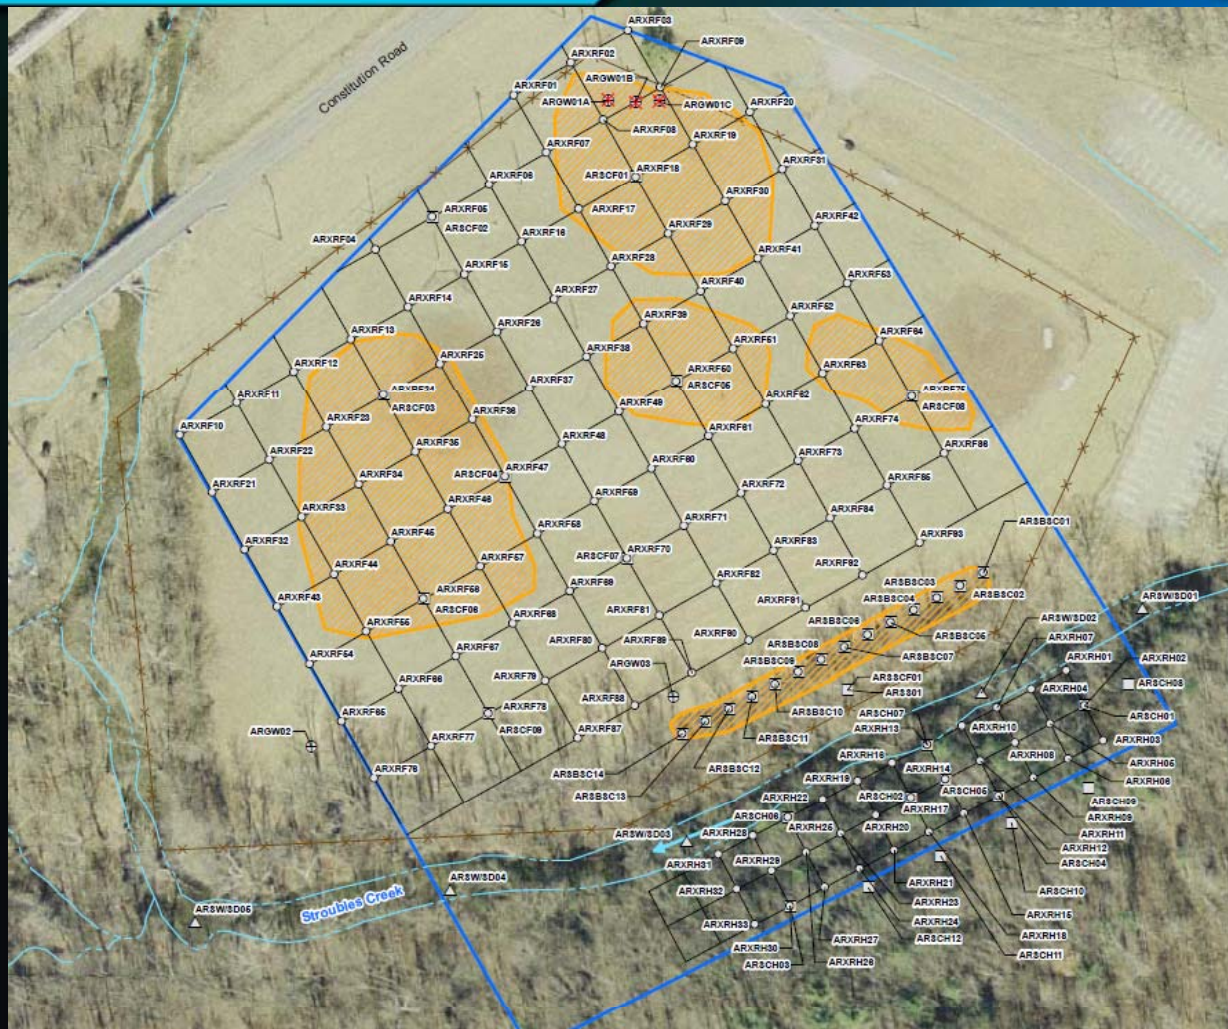 ARXRF03
ARXRF09
ARXRF02
Constitution Road
ARGW01B
ARXRF01
ARGW01A
ARGW01C
ARXRF20
ARXRF08
ARXRF19
ARXRF07
ARXRF31
ARXRF18
ARSCF01
ARXRF06
ARXRF30
ARXRF05
ARXRF17
ARXRF42
ARSCF02
ARXRF29
ARXRF04
ARXRF16
ARXRF41
ARXRF28
ARXRF15
ARXRF53
ARXRF40
ARXRF27
ARXRF14
ARXRF52
ARXRF39
ARXRF26
ARXRF64
ARXRF13
ARXRF51
ARXRF38
ARXRF25
ARXRF12
ARXRF63
ARXRF50
ARXRF37
ARSCF05
ARXRF24
ARXRF75
ARXRF11
ARXRF62
ARSCF03
ARSCF08
ARXRF49
ARXRF36
ARXRF23
ARXRF74
ARXRF10
ARXRF61
ARXRF48
ARXRF35
ARXRF86
ARXRF22
ARXRF73
ARXRF60
ARSCF04
ARXRF47
ARXRF34
ARXRF85
ARXRF21
ARXRF72
ARXRF59
ARXRF46
ARXRF33
ARXRF84
ARSBSC01
ARXRF71
ARXRF58
ARXRF45
ARXRF93
ARXRF32
ARXRF83
ARSCF07
ARXRF70
ARXRF57
ARXRF92
ARXRF44
ARXRF82
ARSBSC03
ARXRF69
ARXRF56
ARSBSC02
ARSW/SD01
ARSBSC04
ARXRF43
ARXRF91
ARSCF06
ARXRF81
ARXRF68
ARSBSC06
ARSW/SD02
ARXRF55
ARSBSC05
ARXRH07
ARXRF80
ARXRF89
ARXRF90
ARSBSC08
ARXRF67
ARSBSC07
ARXRF54
ARSBSC09
ARXRH01
ARXRH02
ARGW03
ARXRF79
ARSSCF01
ARSCH08
ARXRF66
ARSS01
ARXRH04
ARXRF88
ARXRF78
ARSBSC10
ARSCH07
ARSCH01
ARXRF65
ARSCF09
ARXRH13
ARXRH10
ARGW02
ARXRF87
ARSBSC11
ARXRH03
ARXRF77
ARXRH16
ARXRH08
ARXRH05
ARSBSC14
ARSBSC12
ARXRH14
ARXRF76
ARXRH19
ARXRH06
ARSBSC13
ARXRH22
ARSCH02
ARSCH05
ARSCH09
ARXRH17
ARSCH06
ARXRH09
ARSW/SD03
ARXRH28
ARXRH25
ARXRH20
ARXRH11
ARXRH12
ARXRH31
ARXRH29
ARSCH04
ARSW/SD04
ARXRH32
ARXRH21
ARSCH10
Stroubles Creek
ARXRH23
ARSW/SD05
ARXRH15
ARXRH33
ARXRH24
ARXRH18
ARXRH30
ARXRH27
ARSCH12
ARSCH11
ARSCH03
ARXRH26